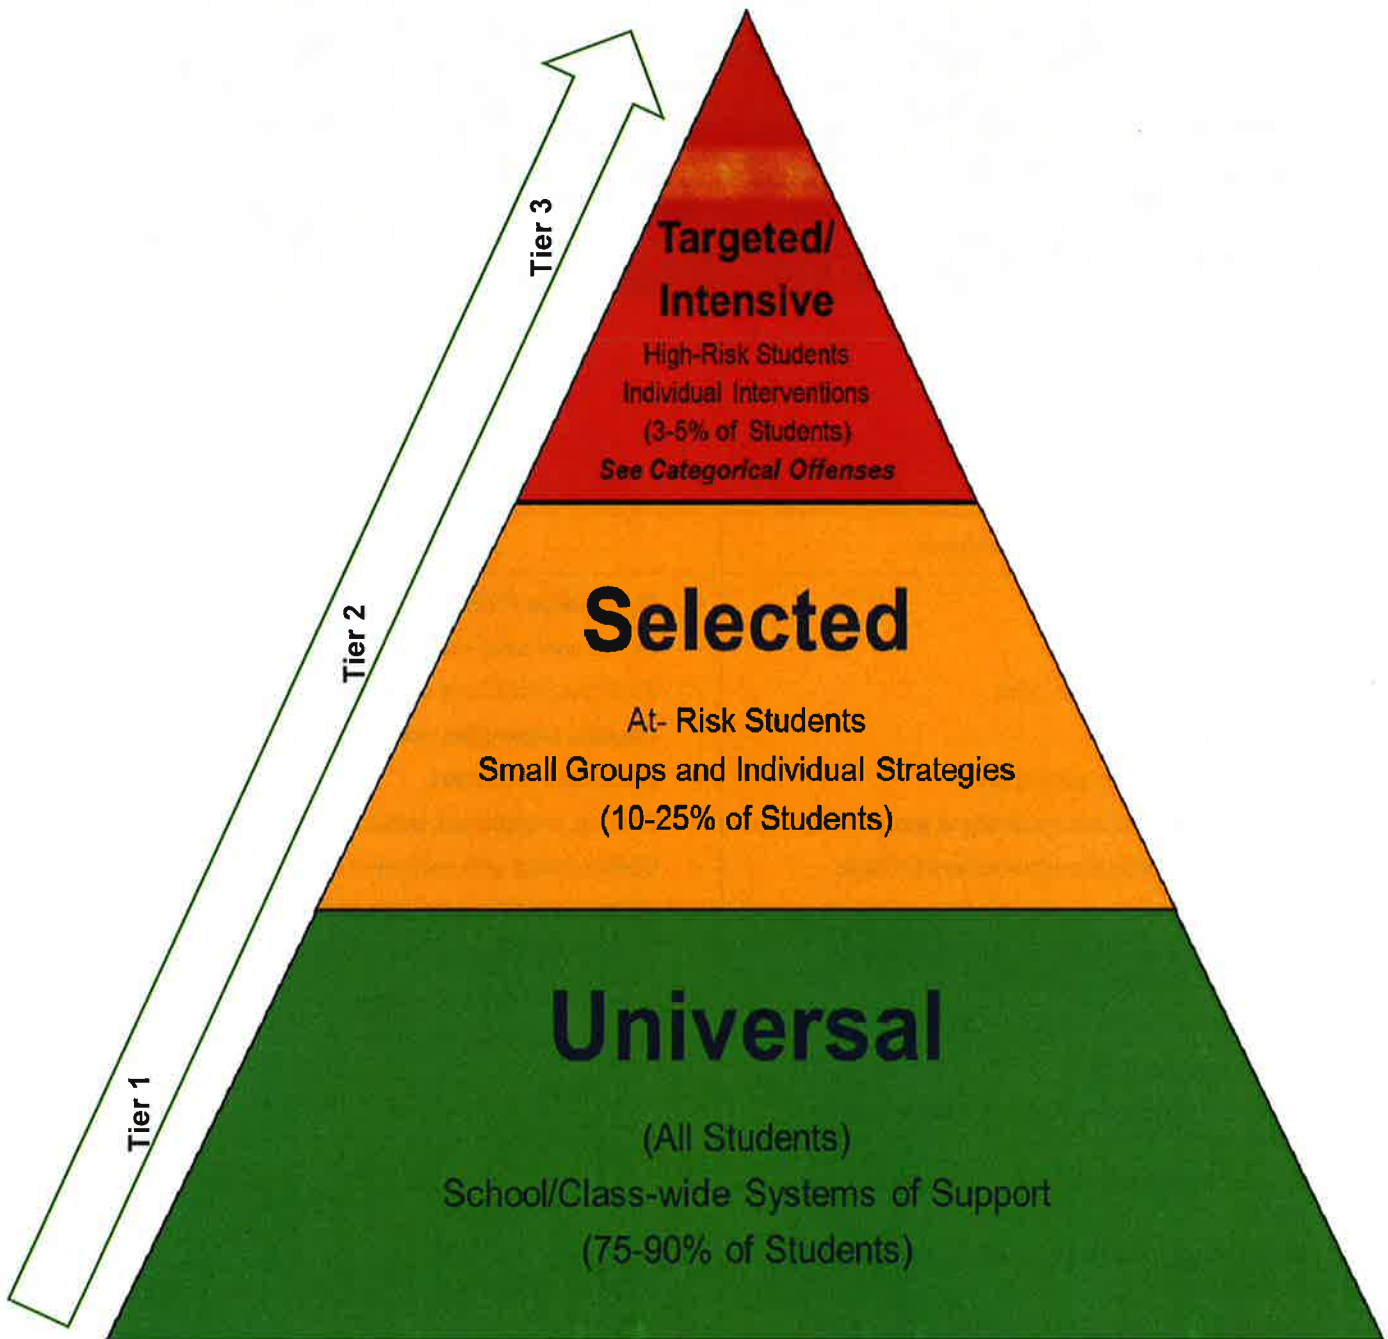 Tier 3
Targeted/
Intensive
High-Risk Students
Individual Interventions
(3-5% of Students)
See Categorical Offenses
Tier 2
Selected
At- Risk Students
Small Groups and Individual Strategies
(10-25% of Students)
Tier 1
Universal
(All Students)
School/Class-wide Systems of Support
(75-90% of Students)